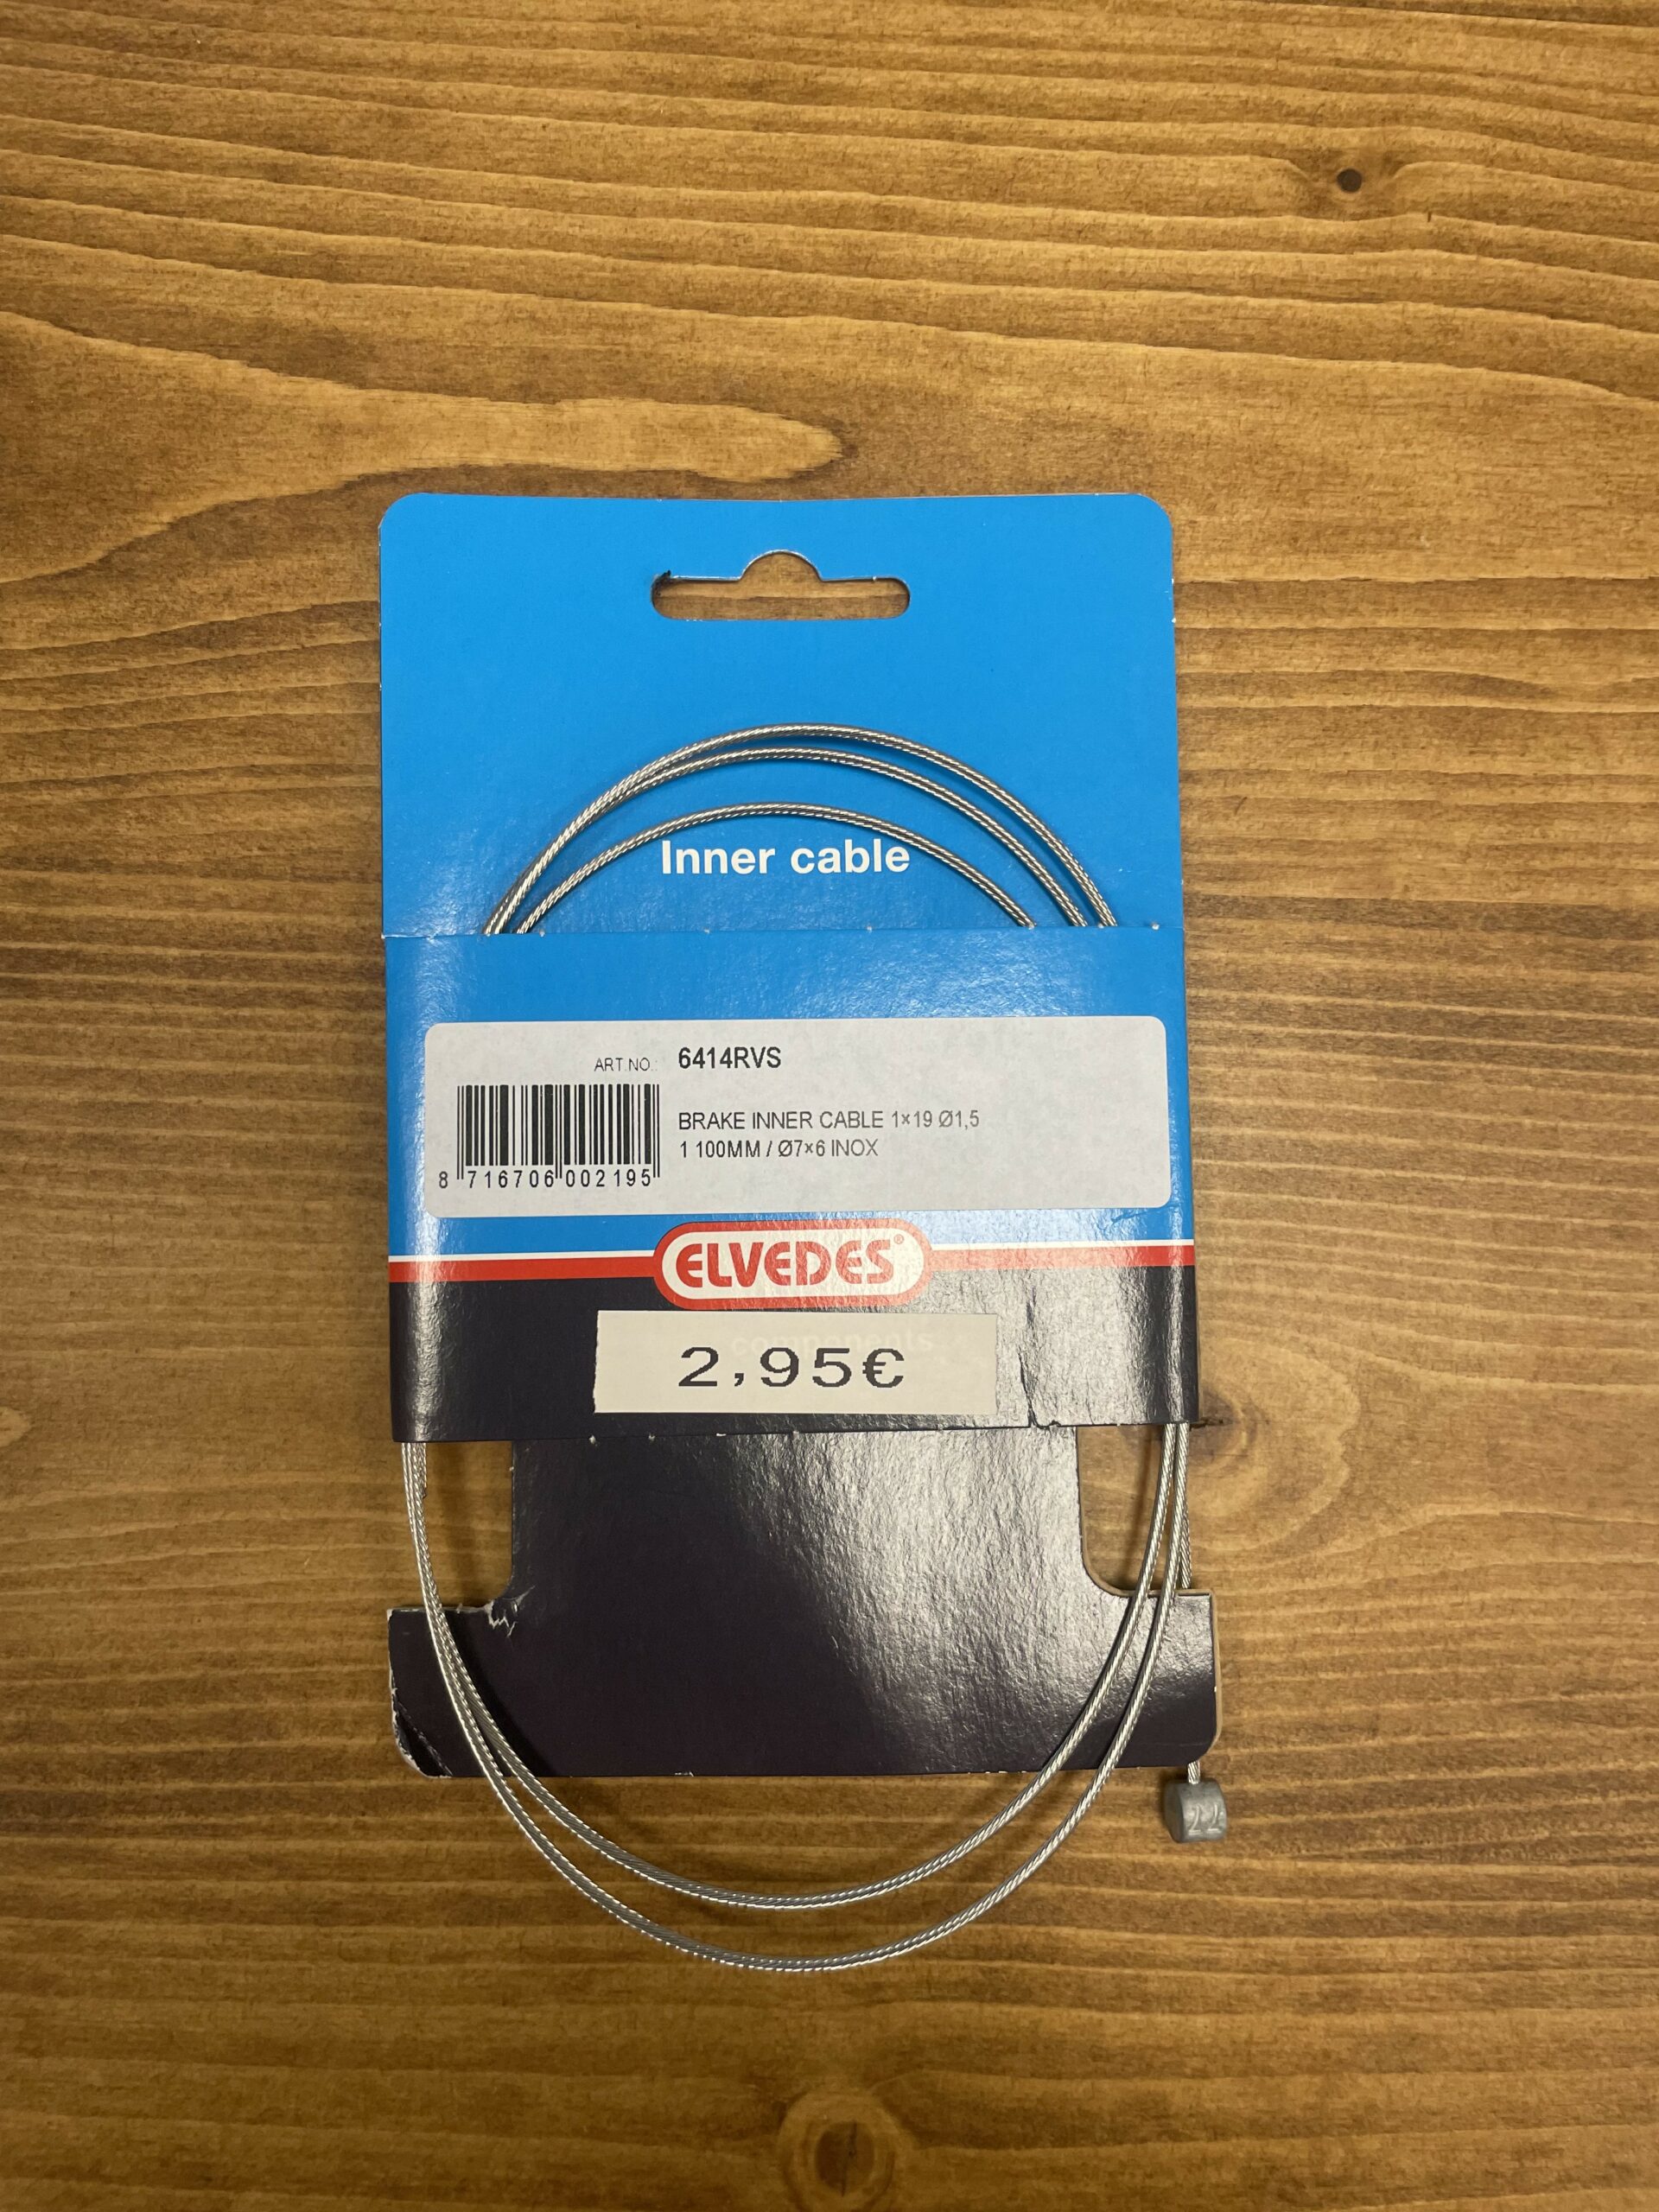 Inner cable
ART.NO.: 6414RVS
BRAKE INNER CABLE 1×19 Ø1,5
1 100MM / Ø7×6 INOX
8 716706 002195
ELVEDES®
components
2,95€